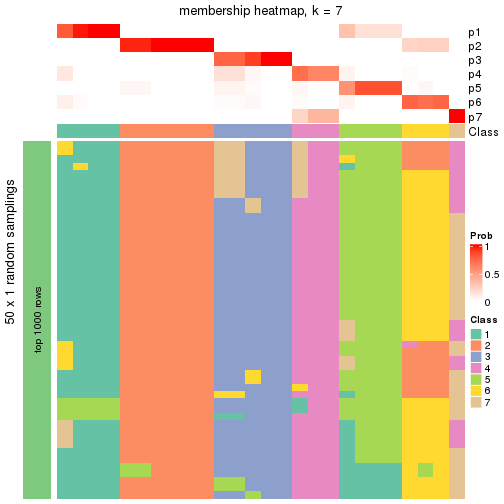 membership heatmap, k = 7
p1
p2
p3
p4
p5
p6
p7
Class
50 x 1 random samplings
top 1000 rows
Prob
1
0.5
0
Class
1
2
3
4
5
6
7